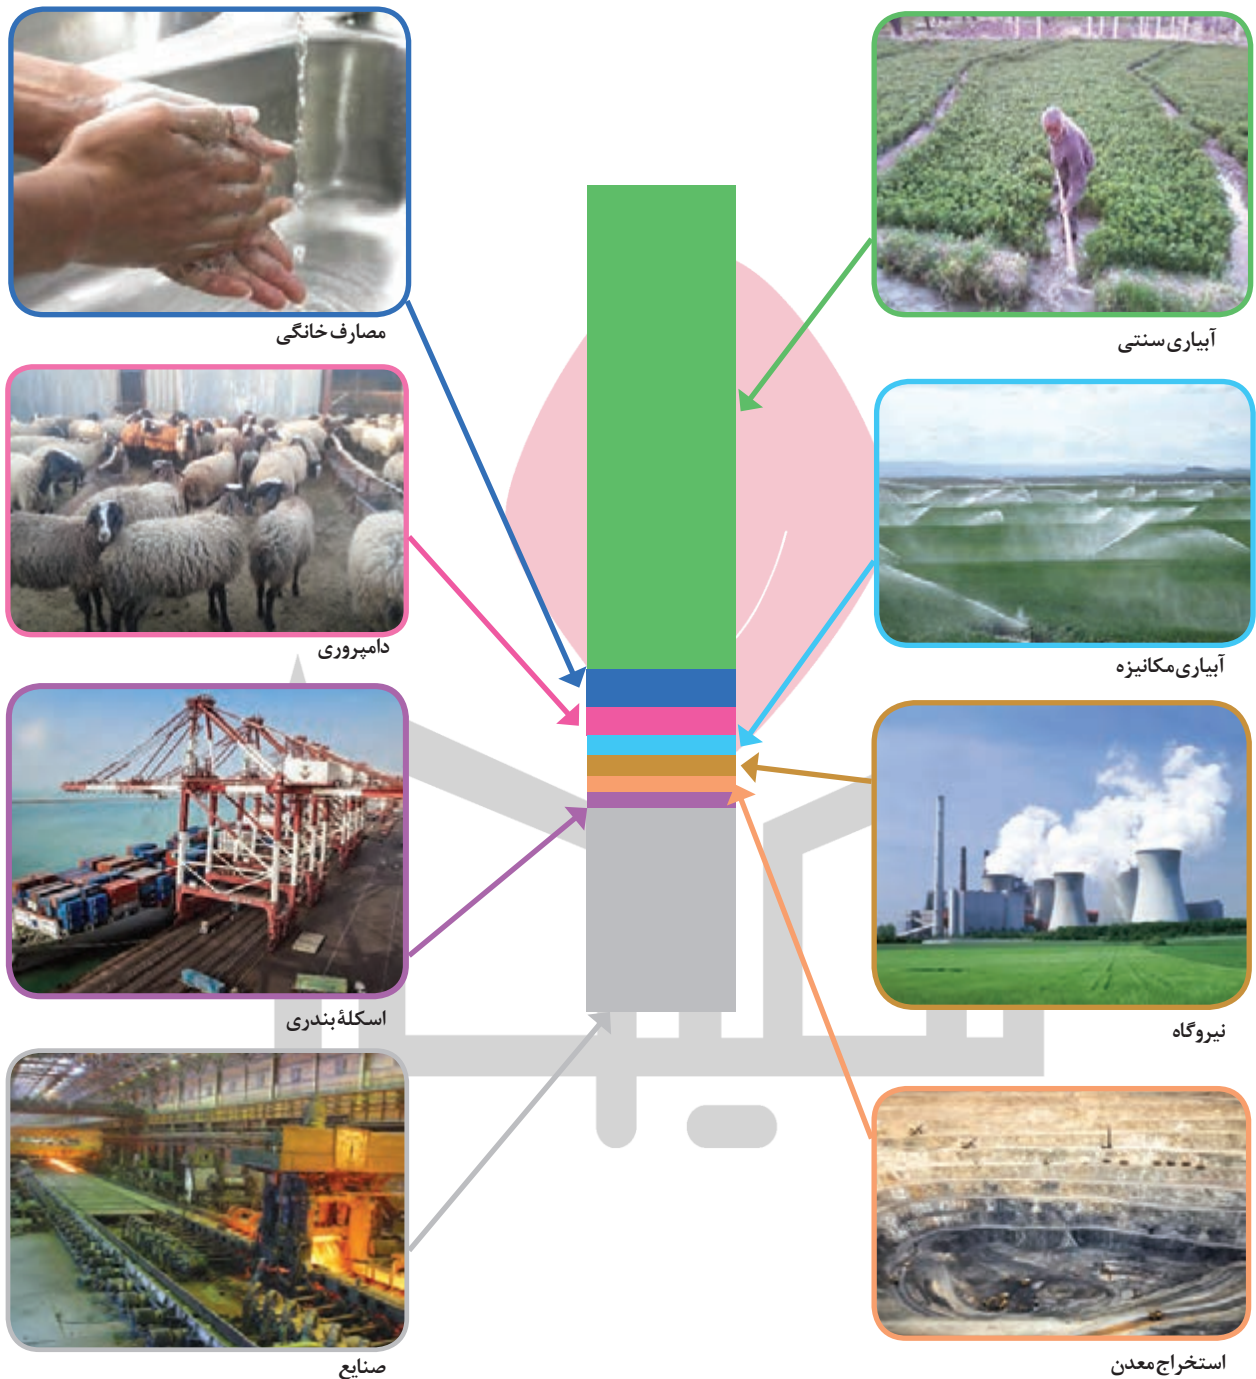 آبیاری سنتی
مصارف خانگی
آبیاری مکانیزه
دامپروری
نیروگاه
اسکلهٔ بندری
استخراج معدن
صنایع